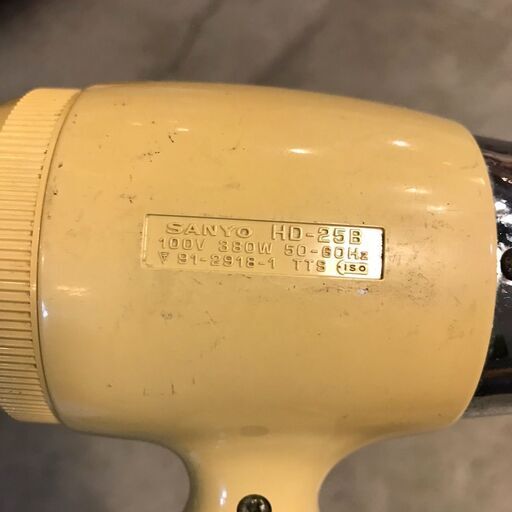 SANYO HD-25B
100V 380W 50-60Hz
▽ 91-2918-1 TTS ISO